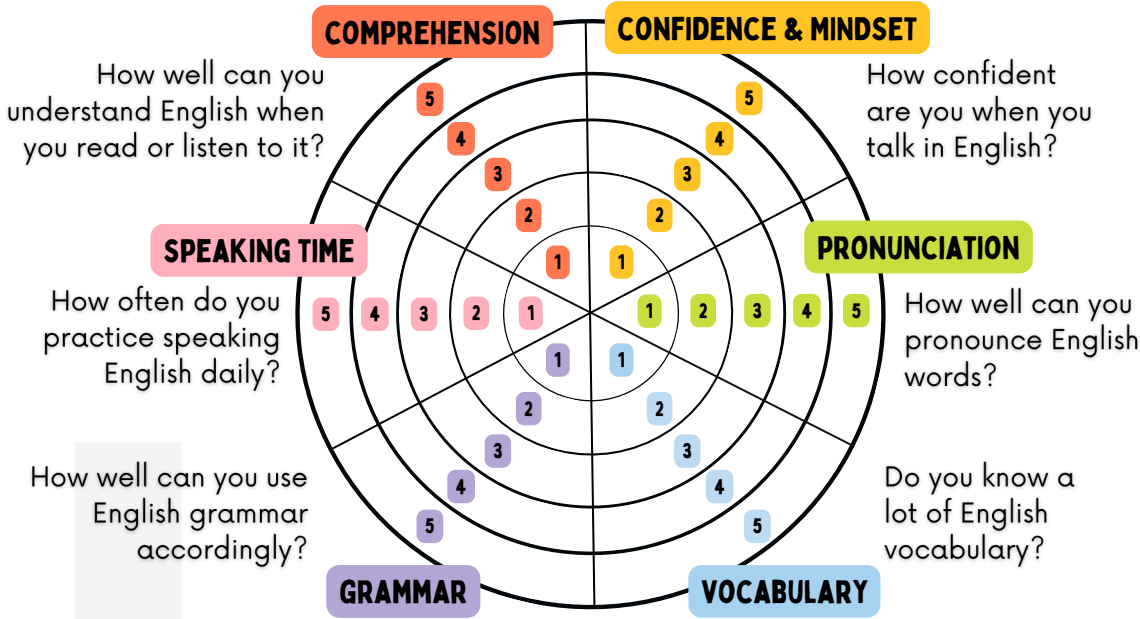 COMPREHENSION
CONFIDENCE & MINDSET
How well can you
understand English when
you read or listen to it?
How confident
are you when you
talk in English?
5
5
4
4
3
3
2
2
1
1
SPEAKING TIME
PRONUNCIATION
How often do you
practice speaking
English daily?
5
4
3
2
1
1
2
3
4
5
How well can you
pronounce English
words?
1
1
2
2
3
3
4
4
5
5
How well can you use
English grammar
accordingly?
Do you know a
lot of English
vocabulary?
GRAMMAR
VOCABULARY